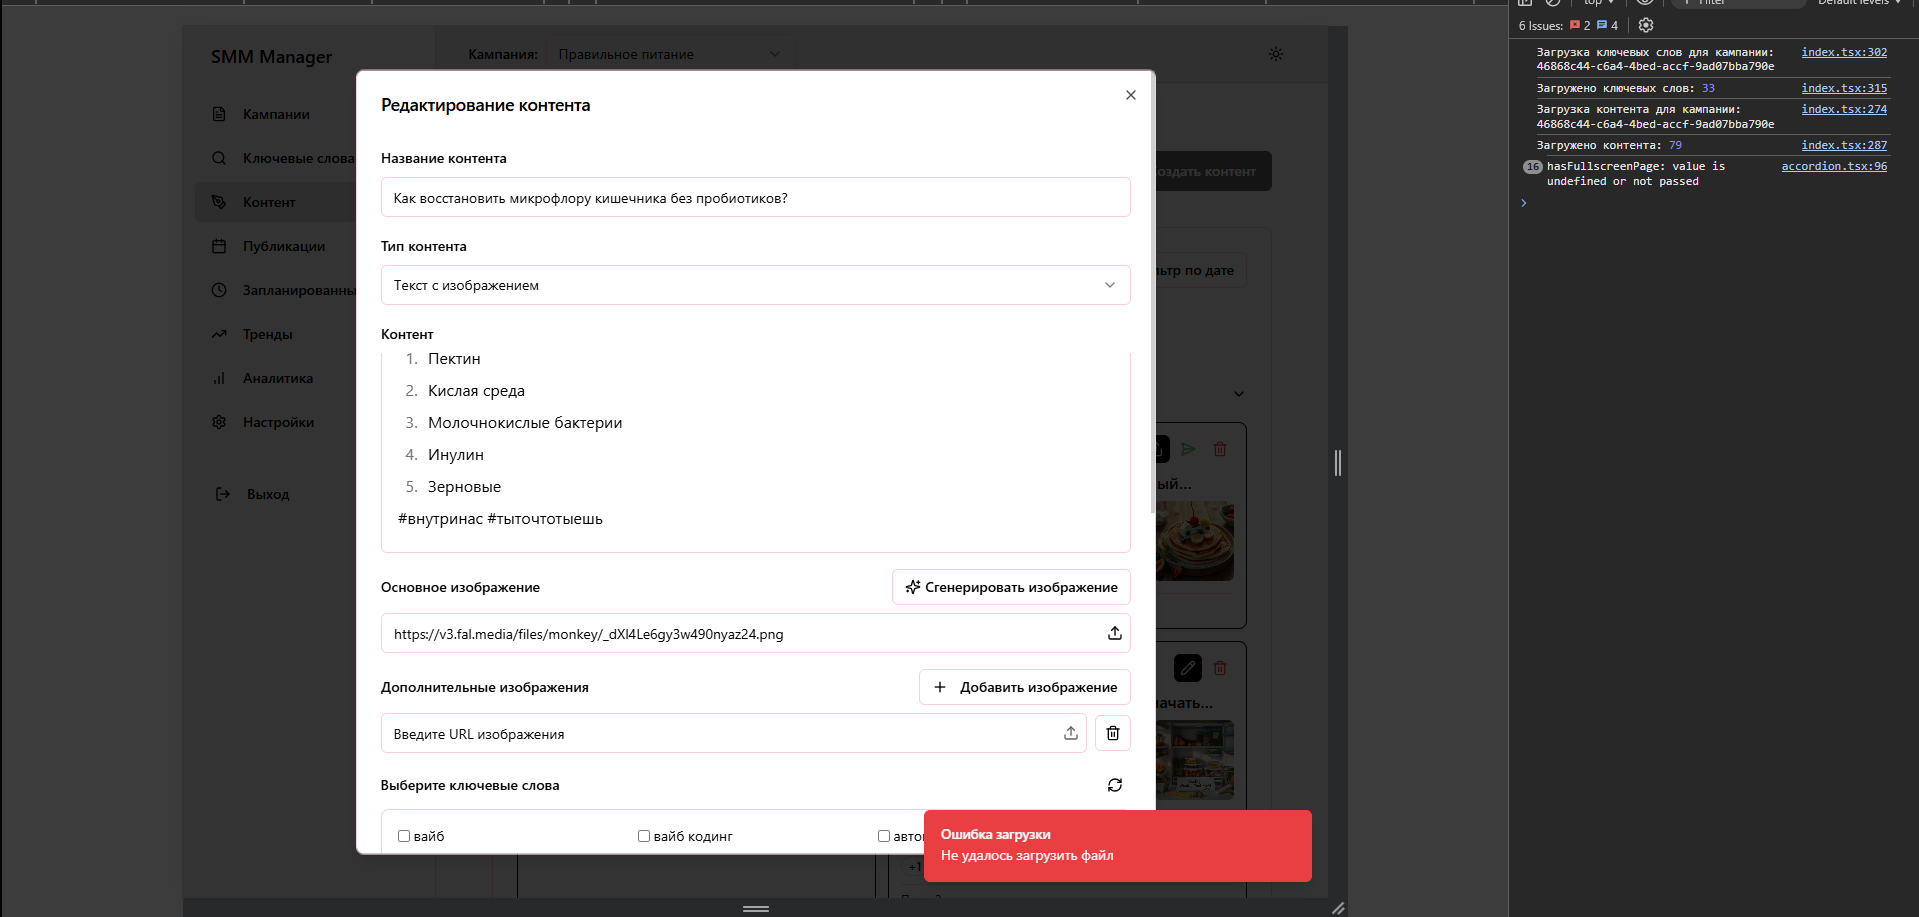 SMM Manager
Кампания: Правильное питание
Кампании
Ключевые слова
Контент
Публикации
Запланированны
Тренды
Аналитика
Настройки
Выход
оздать контент
льтр по дате
ый...
ачать...
+1
Редактирование контента
Название контента
Как восстановить микрофлору кишечника без пробиотиков?
Тип контента
Текст с изображением
Контент
1. Пектин
2. Кислая среда
3. Молочнокислые бактерии
4. Инулин
5. Зерновые
#внутринас #тыточтотыешь
Основное изображение
Сгенерировать изображение
https://v3.fal.media/files/monkey/_dXl4Le6gy3w490nyaz24.png
Дополнительные изображения
Добавить изображение
Введите URL изображения
Выберите ключевые слова
вайб
вайб кодинг
авто
Ошибка загрузки
Не удалось загрузить файл
top
Filter
Default levels
6 Issues: 2 4
Загрузка ключевых слов для кампании: index.tsx:302
46868c44-c6a4-4bed-accf-9ad07bba790e
Загружено ключевых слов: 33 index.tsx:315
Загрузка контента для кампании: index.tsx:274
46868c44-c6a4-4bed-accf-9ad07bba790e
Загружено контента: 79 index.tsx:287
16 hasFullscreenPage: value is accordion.tsx:96
undefined or not passed